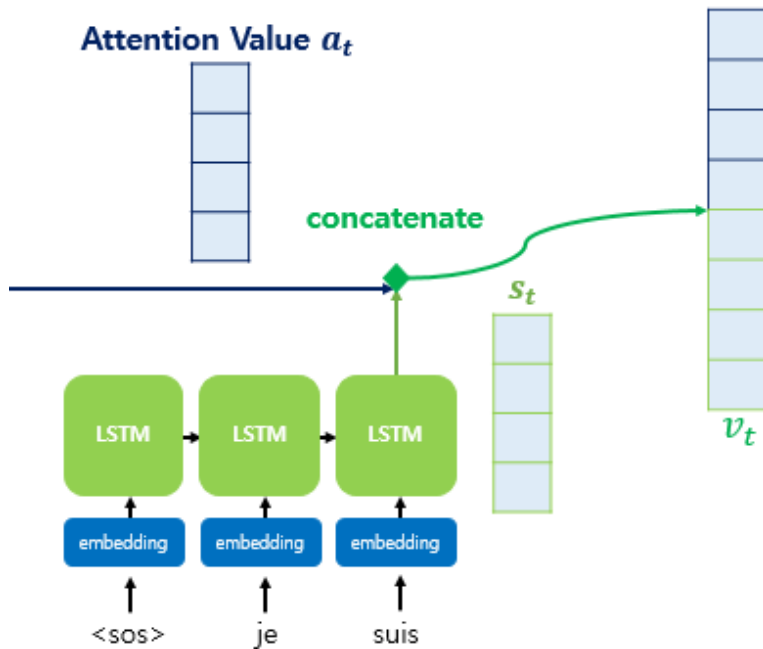 Attention Value a_t
concatenate
s_t
v_t
LSTM LSTM LSTM
embedding embedding embedding
<sos> je suis